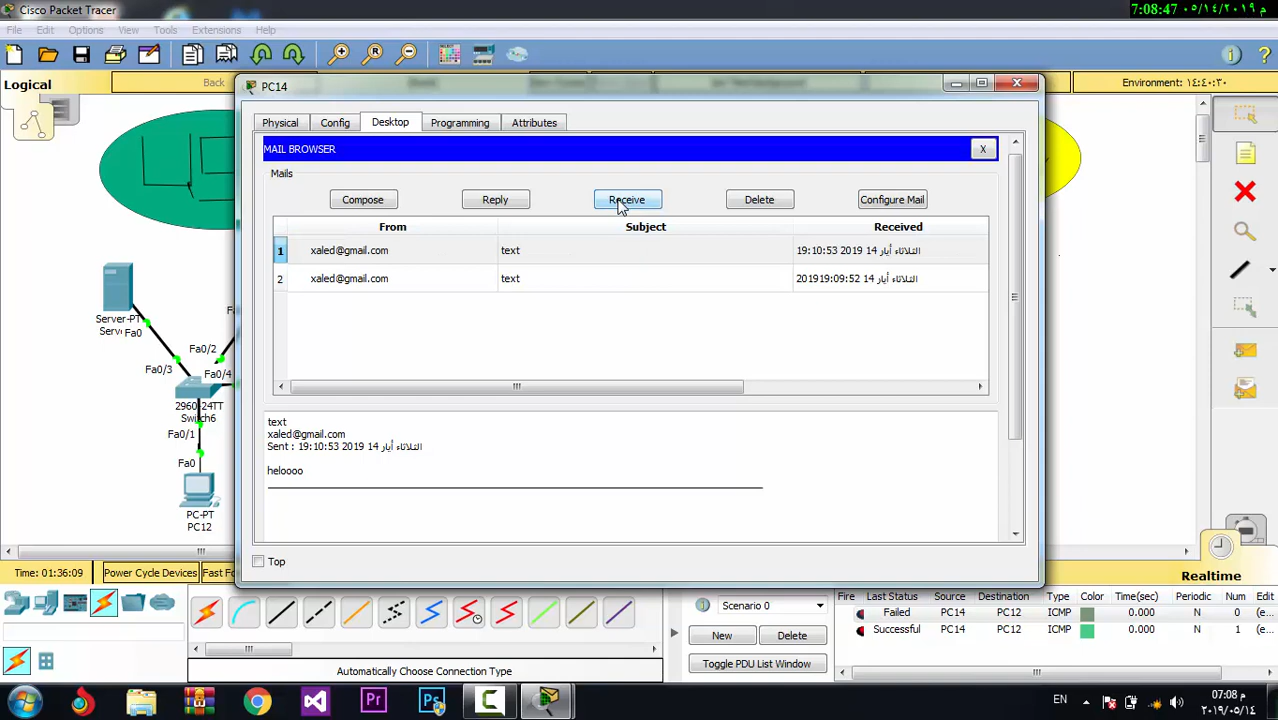 Cisco Packet Tracer
7:08:47 ٠٥/١٤/٢٠١٩ م
File Edit Options View Tools Extensions Help
Logical
Back
Environment: ١٤:٤٠:٣٠
PC14
Physical Config Desktop Programming Attributes
MAIL BROWSER
X
Mails
Compose Reply Receive Delete Configure Mail
From Subject Received
1 xaled@gmail.com text 19:10:53 2019 الثلاثاء أيار 14
2 xaled@gmail.com text 201919:09:52 الثلاثاء أيار 14
text
xaled@gmail.com
Sent : 19:10:53 2019 الثلاثاء أيار 14
heloooo
Top
Server-PT
Fa0
Fa0/2
Fa0/3
Fa0/4
2960-24TT
Switch6
Fa0/1
Fa0
PC-PT
PC12
Time: 01:36:09 Power Cycle Devices
Realtime
Scenario 0
New Delete
Toggle PDU List Window
Automatically Choose Connection Type
Fire Last Status Source Destination Type Color Time(sec) Periodic Num Edit
Failed PC14 PC12 ICMP 0.000 N 0 (e...
Successful PC14 PC12 ICMP 0.000 N 1 (e...
EN
07:08 م
٢٠١٩/٠٥/١٤